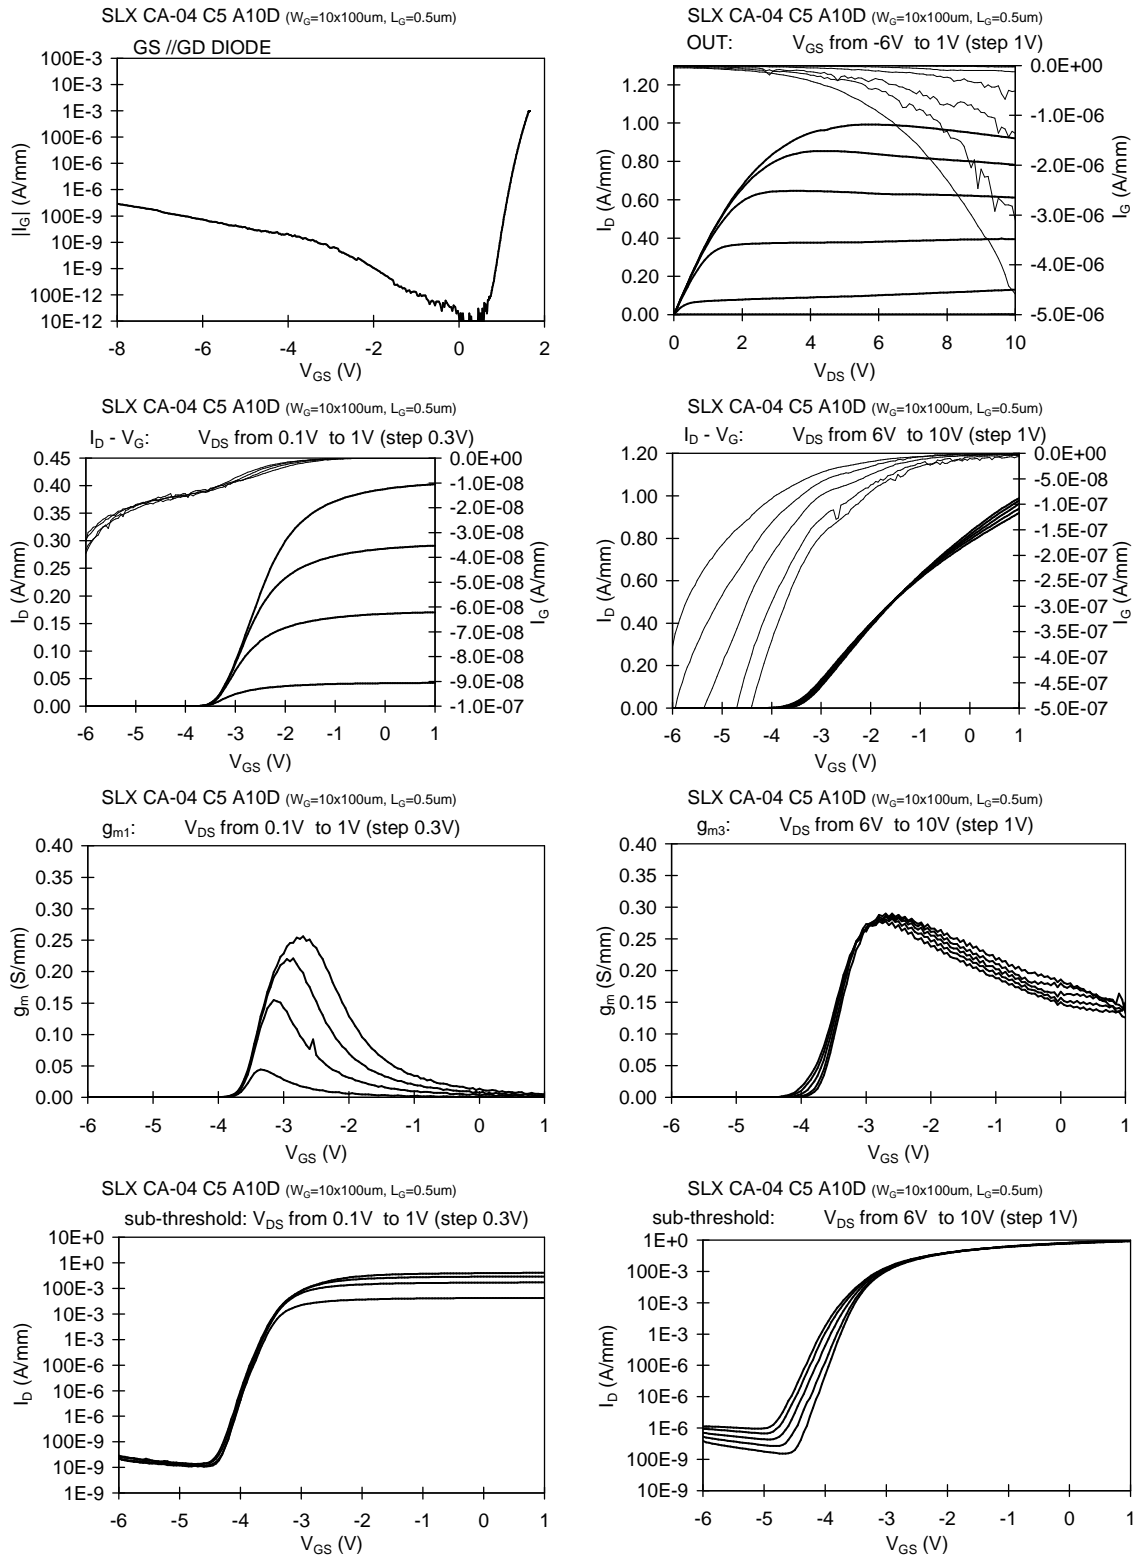 SLX CA-04 C5 A10D (WG=10x100um, LG=0.5um)
GS //GD DIODE
100E-3
10E-3
1E-3
100E-6
10E-6
1E-6
100E-9
10E-9
1E-9
100E-12
10E-12
|IG| (A/mm)
-8 -6 -4 -2 0 2
VGS (V)
SLX CA-04 C5 A10D (WG=10x100um, LG=0.5um)
OUT: VGS from -6V to 1V (step 1V)
1.20
1.00
0.80
0.60
0.40
0.20
0.00
ID (A/mm)
0.0E+00
-1.0E-06
-2.0E-06
-3.0E-06
-4.0E-06
-5.0E-06
IG (A/mm)
0 2 4 6 8 10
VDS (V)
SLX CA-04 C5 A10D (WG=10x100um, LG=0.5um)
ID - VG: VDS from 0.1V to 1V (step 0.3V)
0.45
0.40
0.35
0.30
0.25
0.20
0.15
0.10
0.05
0.00
ID (A/mm)
0.0E+00
-1.0E-08
-2.0E-08
-3.0E-08
-4.0E-08
-5.0E-08
-6.0E-08
-7.0E-08
-8.0E-08
-9.0E-08
-1.0E-07
IG (A/mm)
-6 -5 -4 -3 -2 -1 0 1
VGS (V)
SLX CA-04 C5 A10D (WG=10x100um, LG=0.5um)
ID - VG: VDS from 6V to 10V (step 1V)
1.20
1.00
0.80
0.60
0.40
0.20
0.00
ID (A/mm)
0.0E+00
-5.0E-08
-1.0E-07
-1.5E-07
-2.0E-07
-2.5E-07
-3.0E-07
-3.5E-07
-4.0E-07
-4.5E-07
-5.0E-07
IG (A/mm)
-6 -5 -4 -3 -2 -1 0 1
VGS (V)
SLX CA-04 C5 A10D (WG=10x100um, LG=0.5um)
gm1: VDS from 0.1V to 1V (step 0.3V)
0.40
0.35
0.30
0.25
0.20
0.15
0.10
0.05
0.00
gm (S/mm)
-6 -5 -4 -3 -2 -1 0 1
VGS (V)
SLX CA-04 C5 A10D (WG=10x100um, LG=0.5um)
gm3: VDS from 6V to 10V (step 1V)
0.40
0.35
0.30
0.25
0.20
0.15
0.10
0.05
0.00
gm (S/mm)
-6 -5 -4 -3 -2 -1 0 1
VGS (V)
SLX CA-04 C5 A10D (WG=10x100um, LG=0.5um)
sub-threshold: VDS from 0.1V to 1V (step 0.3V)
10E+0
1E+0
100E-3
10E-3
1E-3
100E-6
10E-6
1E-6
100E-9
10E-9
1E-9
ID (A/mm)
-6 -5 -4 -3 -2 -1 0 1
VGS (V)
SLX CA-04 C5 A10D (WG=10x100um, LG=0.5um)
sub-threshold: VDS from 6V to 10V (step 1V)
1E+0
100E-3
10E-3
1E-3
100E-6
10E-6
1E-6
100E-9
10E-9
ID (A/mm)
-6 -5 -4 -3 -2 -1 0 1
VGS (V)